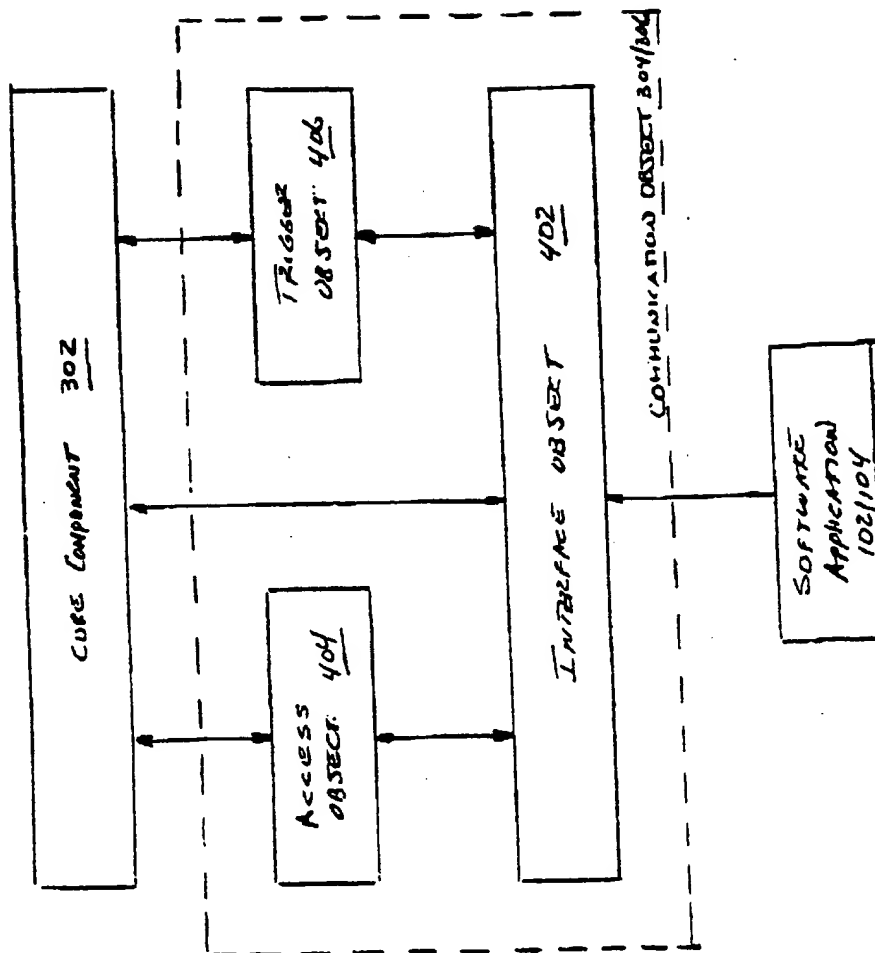 CORE COMPONENT 302
ACCESS
OBJECT 404
TRIGGER
OBJECT 406
INTERFACE OBJECT 402
COMMUNICATION OBJECT 304/306
SOFTWARE
APPLICATION
102/104